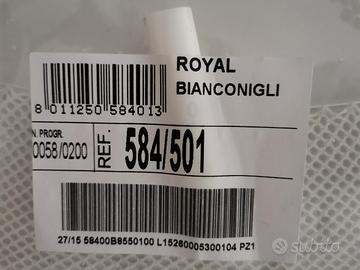 ROYAL
BIANCONIGLI
8 011250 584013
N. PROGR.
0058/0200
REF.
584/501
27/15 58400B8550100 L15260005300104 PZ1
subito